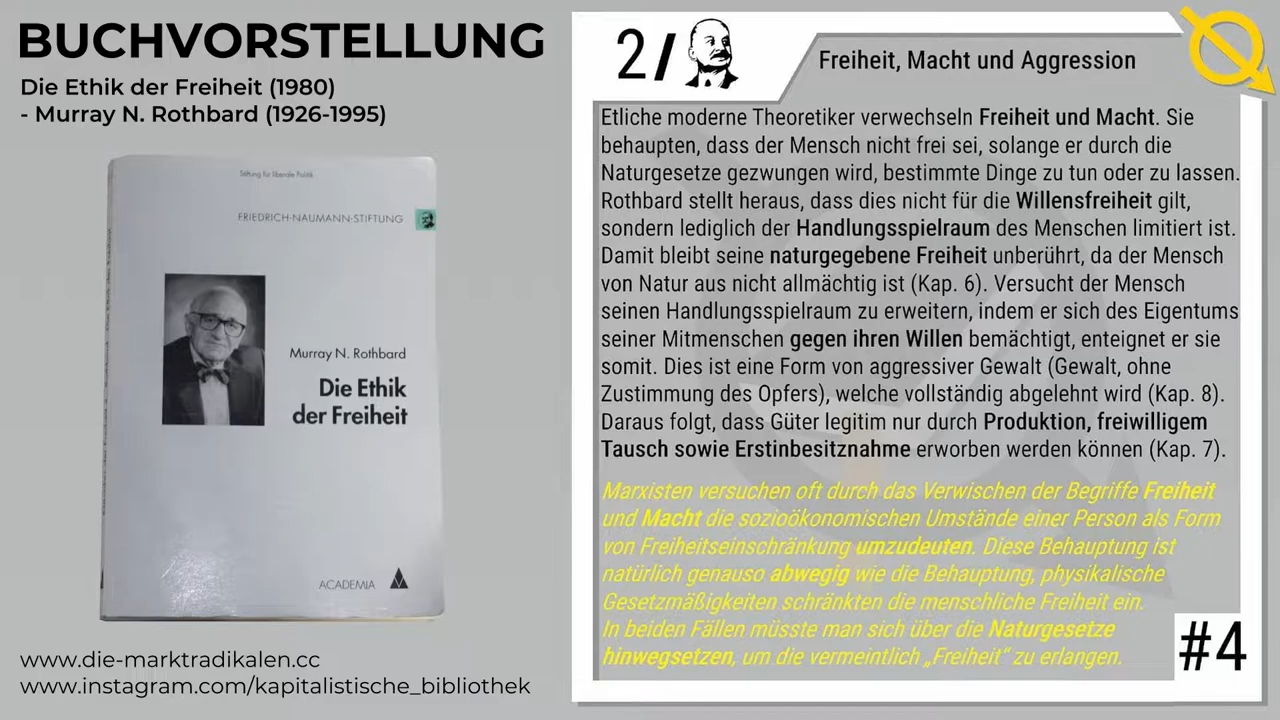 BUCHVORSTELLUNG
Die Ethik der Freiheit (1980)
- Murray N. Rothbard (1926-1995)
Stiftung für liberale Politik
FRIEDRICH-NAUMANN-STIFTUNG
Murray N. Rothbard
Die Ethik
der Freiheit
ACADEMIA
www.die-marktradikalen.cc
www.instagram.com/kapitalistische_bibliothek
2/
Freiheit, Macht und Aggression
Etliche moderne Theoretiker verwechseln Freiheit und Macht. Sie
behaupten, dass der Mensch nicht frei sei, solange er durch die
Naturgesetze gezwungen wird, bestimmte Dinge zu tun oder zu lassen.
Rothbard stellt heraus, dass dies nicht für die Willensfreiheit gilt,
sondern lediglich der Handlungsspielraum des Menschen limitiert ist.
Damit bleibt seine naturgegebene Freiheit unberührt, da der Mensch
von Natur aus nicht allmächtig ist (Kap. 6). Versucht der Mensch
seinen Handlungsspielraum zu erweitern, indem er sich des Eigentums
seiner Mitmenschen gegen ihren Willen bemächtigt, enteignet er sie
somit. Dies ist eine Form von aggressiver Gewalt (Gewalt, ohne
Zustimmung des Opfers), welche vollständig abgelehnt wird (Kap. 8).
Daraus folgt, dass Güter legitim nur durch Produktion, freiwilligem
Tausch sowie Erstinbesitznahme erworben werden können (Kap. 7).
Marxisten versuchen oft durch das Verwischen der Begriffe Freiheit
und Macht die sozioökonomischen Umstände einer Person als Form
von Freiheitseinschränkung umzudeuten. Diese Behauptung ist
natürlich genauso abwegig wie die Behauptung, physikalische
Gesetzmäßigkeiten schränkten die menschliche Freiheit ein.
In beiden Fällen müsste man sich über die Naturgesetze
hinwegsetzen, um die vermeintlich „Freiheit“ zu erlangen.
#4